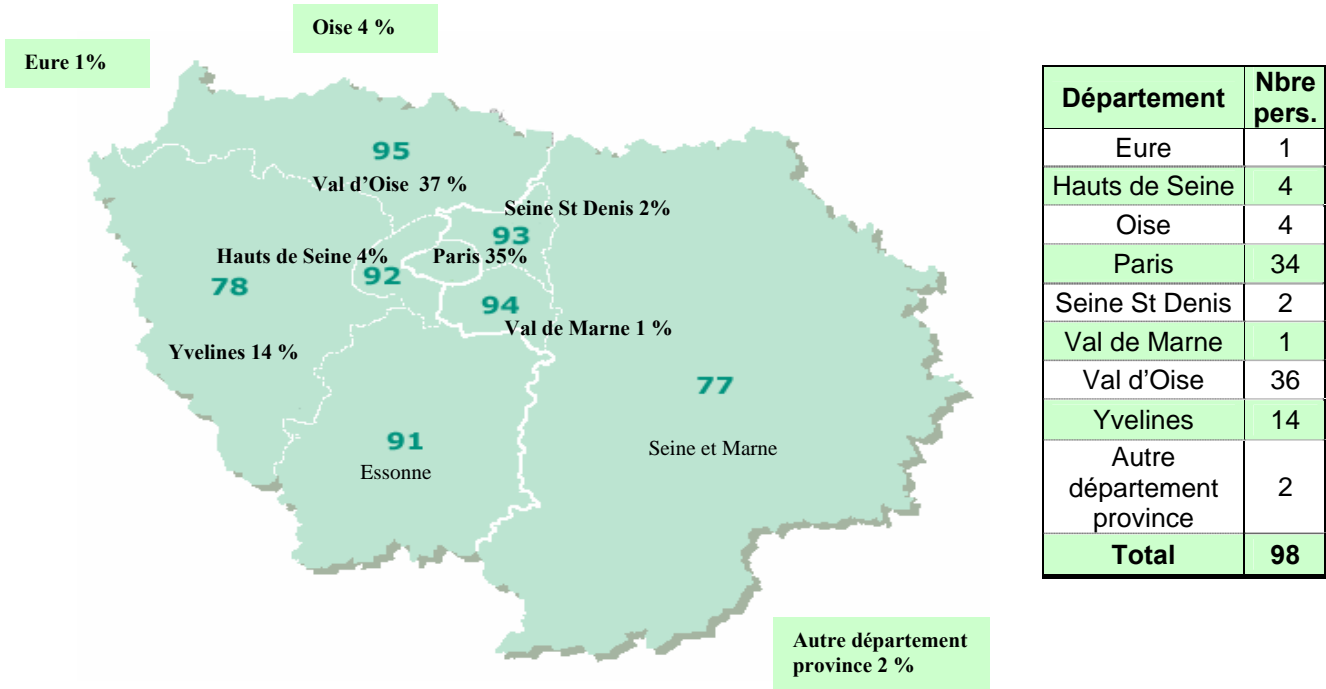 Oise 4 %
Eure 1%
95
Val d’Oise  37 %
Seine St Denis 2%
93
Hauts de Seine 4%
Paris 35%
92
78
94
Val de Marne 1 %
Yvelines 14 %
77
91
Essonne
Seine et Marne
Autre département
province 2 %
Département Nbre
pers.
Eure 1
Hauts de Seine 4
Oise 4
Paris 34
Seine St Denis 2
Val de Marne 1
Val d’Oise 36
Yvelines 14
Autre
département 2
province
Total 98